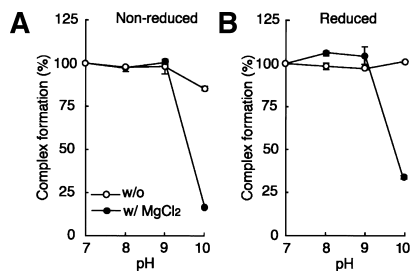 A
Non-reduced
Complex formation (%)
125
100
75
50
25
0
w/o
w/ MgCl2
7 8 9 10
pH
B
Reduced
Complex formation (%)
125
100
75
50
25
0
7 8 9 10
pH